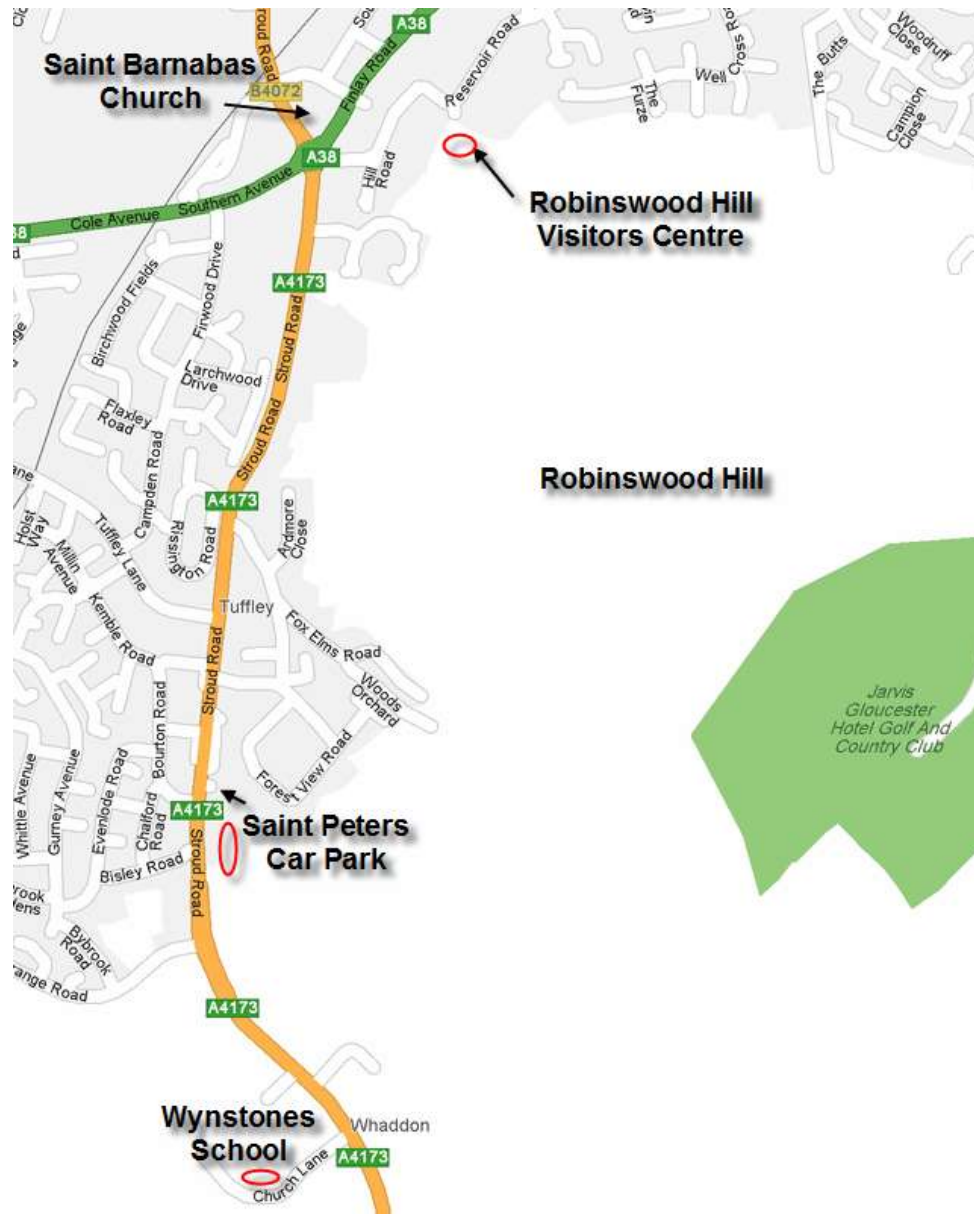 A38
Stroud Road
Saint Barnabas
Church
B4072
Finlay Road
A38
Reservoir Road
The
Furze
Well
Cross
The Butts
Woodruff
Close
Campion
Close
Hill
Road
Robinswood Hill
Visitors Centre
Cole Avenue
Southern Avenue
A4173
Birchwood Fields
Firwood Drive
Stroud Road
Larchwood
Drive
Flaxley
Road
Stroud Road
Campden Road
A4173
Robinswood Hill
Holst
Way
Millin
Avenue
Tuffley Lane
Rissington Road
Ardmore
Close
Tuffley
Kemble Road
Fox Elms Road
Stroud Road
Woods
Orchard
Bourton Road
Forest View Road
Jarvis
Gloucester
Hotel Golf And
Country Club
Whittle Avenue
Gurney Avenue
Evenlode Road
Chalford
Road
A4173
Saint Peters
Car Park
Stroud Road
Bisley Road
Bybrook
Road
A4173
Wynstones
School
Whaddon
Church Lane
A4173